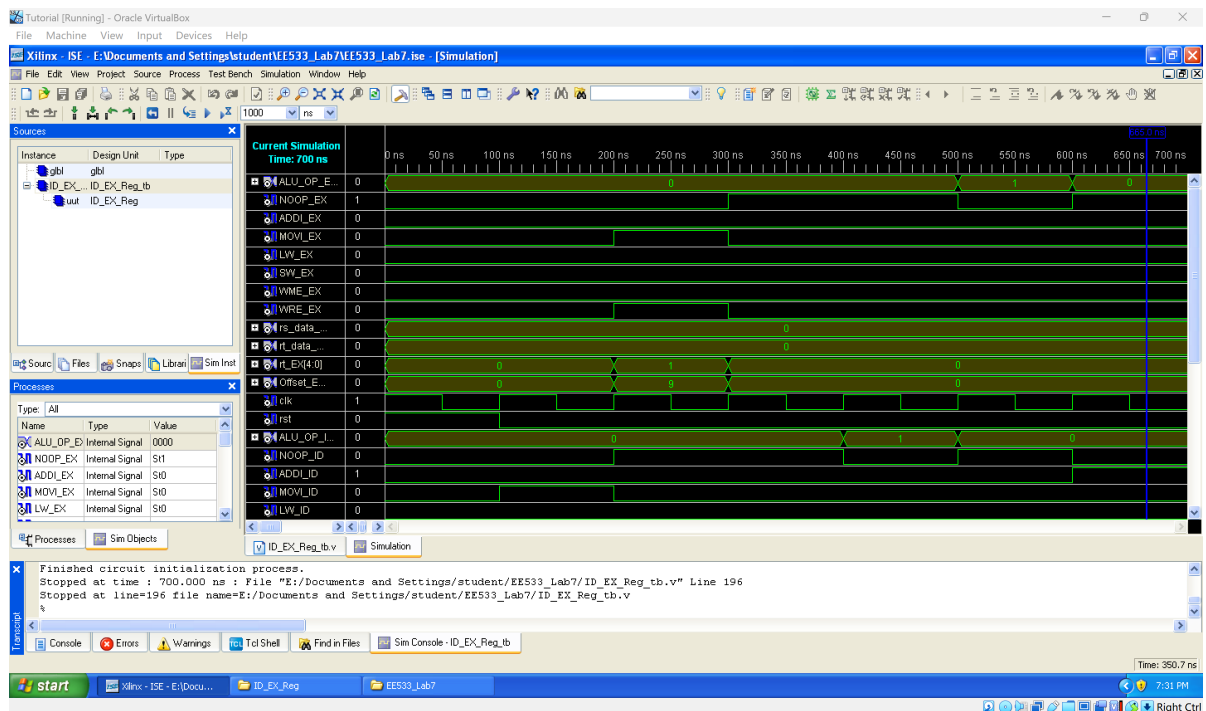 Tutorial [Running] - Oracle VirtualBox
File Machine View Input Devices Help
Xilinx - ISE - E:\Documents and Settings\student\EE533_Lab7\EE533_Lab7.ise - [Simulation]
File Edit View Project Source Process Test Bench Simulation Window Help
1000 ns
Sources
Instance Design Unit Type
glbl glbl
ID_EX_... ID_EX_Reg_tb
uut ID_EX_Reg
Sourc Files Snaps Librari Sim Inst
Processes
Type: All
Name Type Value
ALU_OP_E> Internal Signal 0000
NOOP_EX Internal Signal St1
ADDI_EX Internal Signal St0
MOVI_EX Internal Signal St0
LW_EX Internal Signal St0
Processes Sim Objects
Current Simulation
Time: 700 ns
0 ns 50 ns 100 ns 150 ns 200 ns 250 ns 300 ns 350 ns 400 ns 450 ns 500 ns 550 ns 600 ns 650 ns 700 ns
ALU_OP_E... 0 0 1 0
NOOP_EX 1
ADDI_EX 0
MOVI_EX 0
LW_EX 0
SW_EX 0
WME_EX 0
WRE_EX 0
rs_data_... 0 0
rt_data_... 0 0
rt_EX[4:0] 0 0 1 0
Offset_E... 0 0 9 0
clk 1
rst 0
ALU_OP_I... 0 0 1 0
NOOP_ID 0
ADDI_ID 1
MOVI_ID 0
LW_ID 0
ID_EX_Reg_tb.v Simulation
Finished circuit initialization process.
Stopped at time : 700.000 ns : File "E:/Documents and Settings/student/EE533_Lab7/ID_EX_Reg_tb.v" Line 196
Stopped at line=196 file name=E:/Documents and Settings/student/EE533_Lab7/ID_EX_Reg_tb.v
%
Transcript
Console Errors Warnings Tcl Shell Find in Files Sim Console - ID_EX_Reg_tb
Time: 350.7 ns
start Xilinx - ISE - E:\Docu... ID_EX_Reg EE533_Lab7 7:31 PM
Right Ctrl